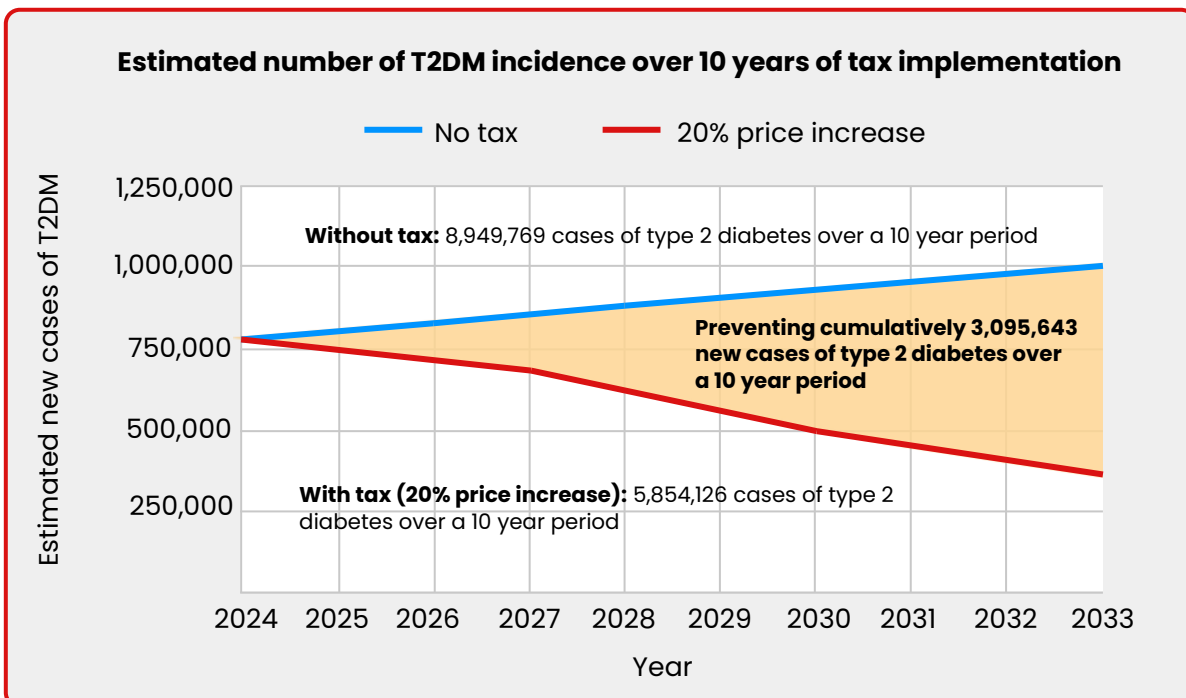 Estimated number of T2DM incidence over 10 years of tax implementation
No tax
20% price increase
Estimated new cases of T2DM
1,250,000
1,000,000
750,000
500,000
250,000
Without tax: 8,949,769 cases of type 2 diabetes over a 10 year period
Preventing cumulatively 3,095,643
new cases of type 2 diabetes over
a 10 year period
With tax (20% price increase): 5,854,126 cases of type 2
diabetes over a 10 year period
2024 2025 2026 2027 2028 2029 2030 2031 2032 2033
Year